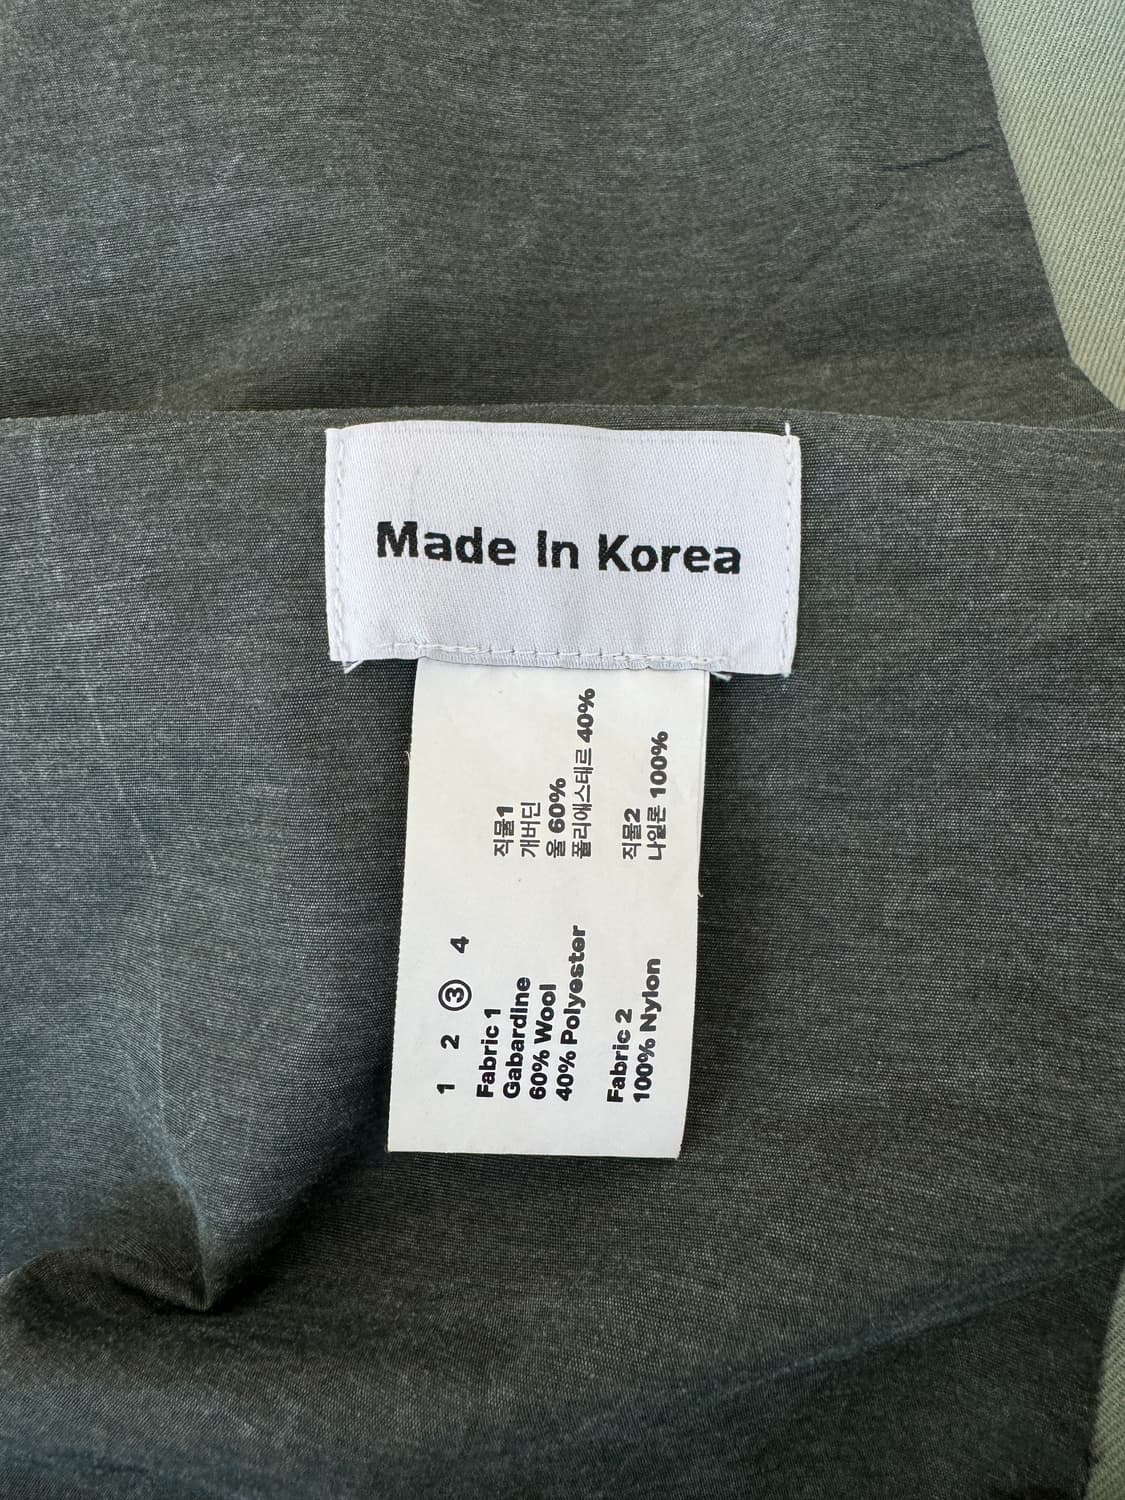 Made In Korea
1 2 ③ 4
Fabric 1
Gabardine
60% Wool
40% Polyester
Fabric 2
100% Nylon
직물1
개버딘
울 60%
폴리애스테르 40%
직물2
나일론 100%